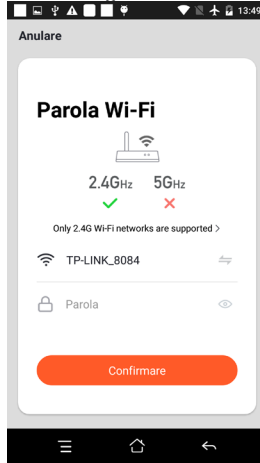 13:49
Anulare
Parola Wi-Fi
2.4GHz 5GHz
Only 2.4G Wi-Fi networks are supported >
TP-LINK_8084
Parola
Confirmare